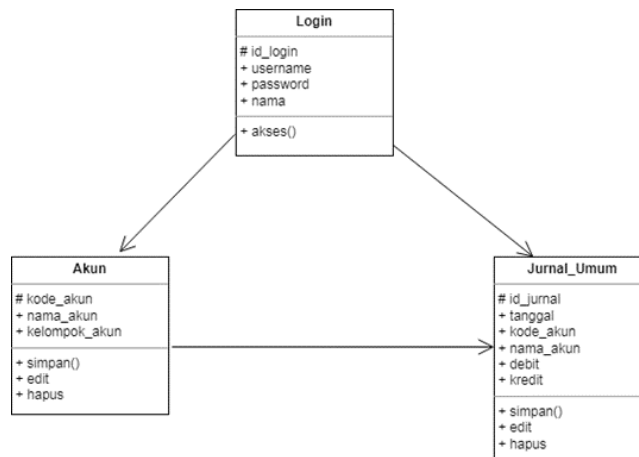 Login
# id_login
+ username
+ password
+ nama
+ akses()
Akun
# kode_akun
+ nama_akun
+ kelompok_akun
+ simpan()
+ edit
+ hapus
Jurnal_Umum
# id_jurnal
+ tanggal
+ kode_akun
+ nama_akun
+ debit
+ kredit
+ simpan()
+ edit
+ hapus